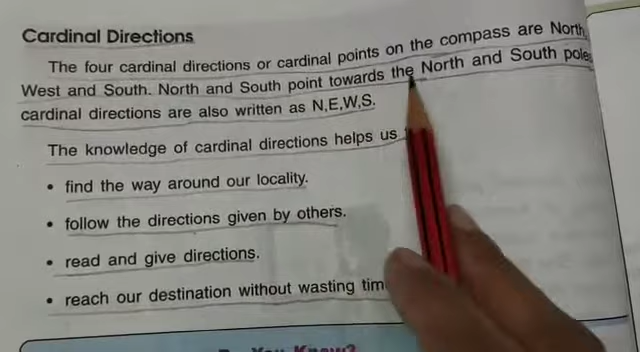 Cardinal Directions
The four cardinal directions or cardinal points on the compass are North,
West and South. North and South point towards the North and South poles
cardinal directions are also written as N,E,W,S.
The knowledge of cardinal directions helps us
• find the way around our locality.
• follow the directions given by others.
• read and give directions.
• reach our destination without wasting tim
You Know?